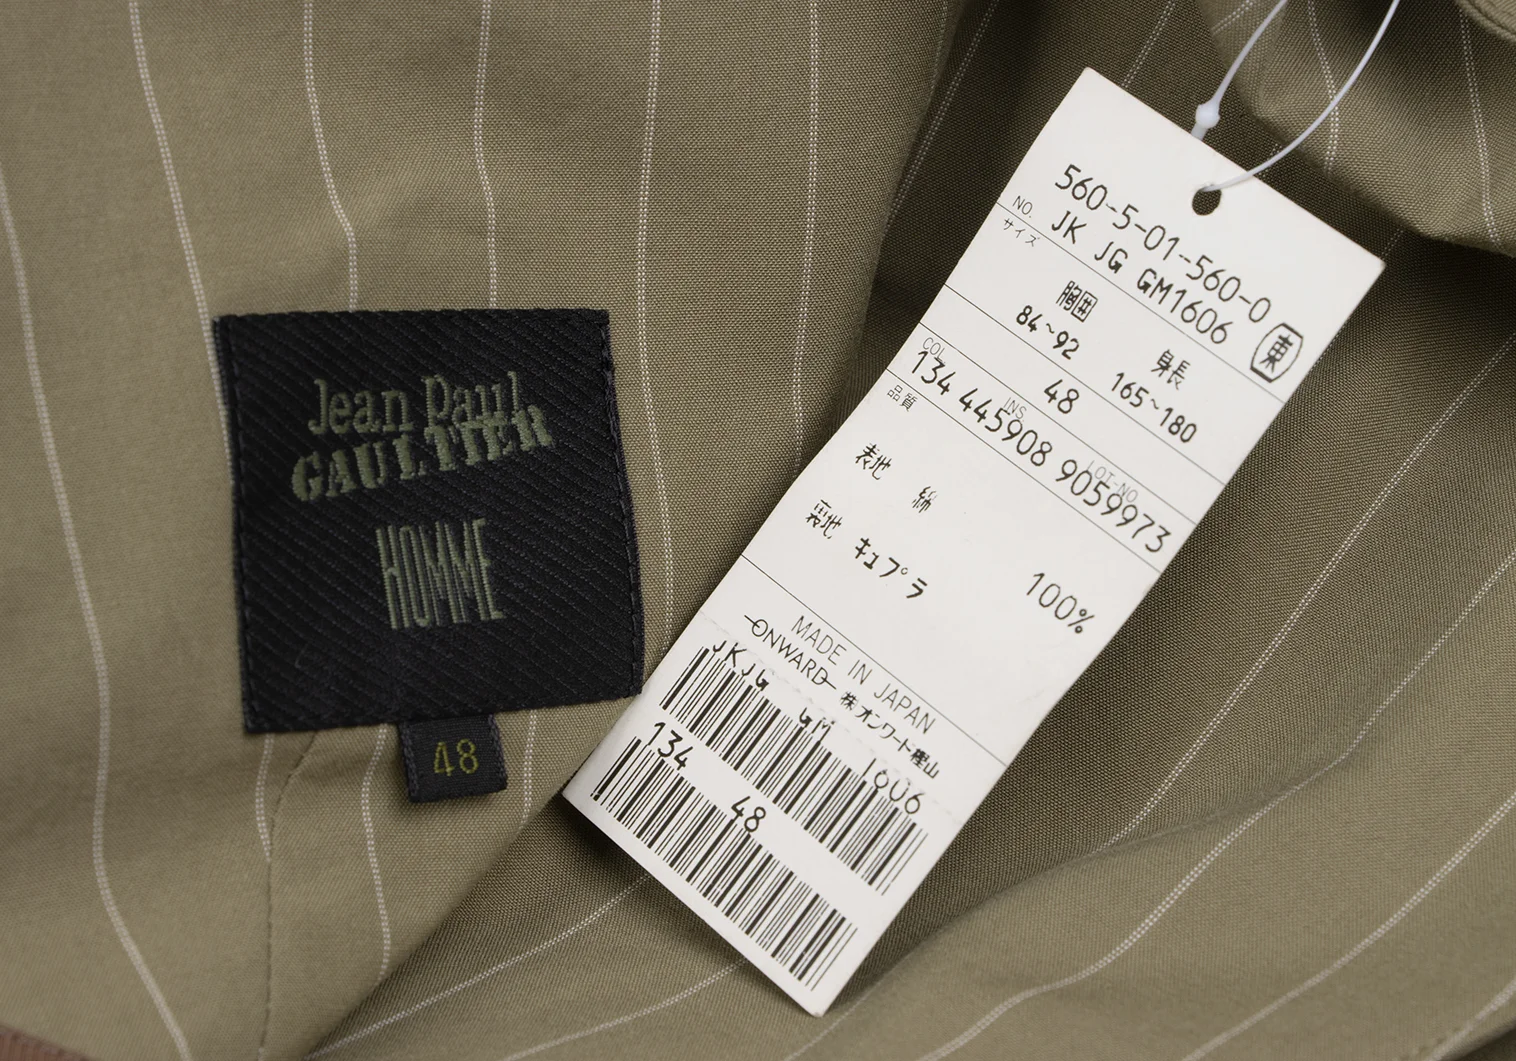 Jean Paul
GAULTIER
HOMME
48
560-5-01-560-0
NO. JK JG GM1606
東
サイズ
胸囲 身長
84~92 48 165~180
COL INS LOT-NO.
134 445908 9059973
品質
表地 綿 100%
裏地 キュプラ
MADE IN JAPAN
ONWARD 株オンワード樫山
JKJG GM 1606
134 48